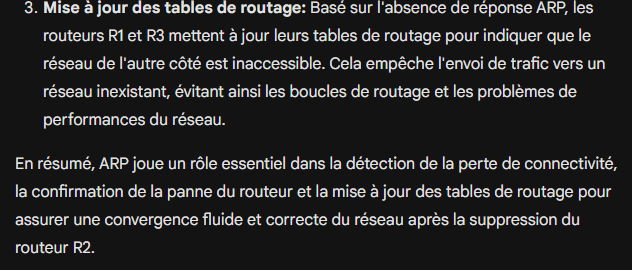 3. Mise à jour des tables de routage: Basé sur l'absence de réponse ARP, les
routeurs R1 et R3 mettent à jour leurs tables de routage pour indiquer que le
réseau de l'autre côté est inaccessible. Cela empêche l'envoi de trafic vers un
réseau inexistant, évitant ainsi les boucles de routage et les problèmes de
performances du réseau.
En résumé, ARP joue un rôle essentiel dans la détection de la perte de connectivité,
la confirmation de la panne du routeur et la mise à jour des tables de routage pour
assurer une convergence fluide et correcte du réseau après la suppression du
routeur R2.